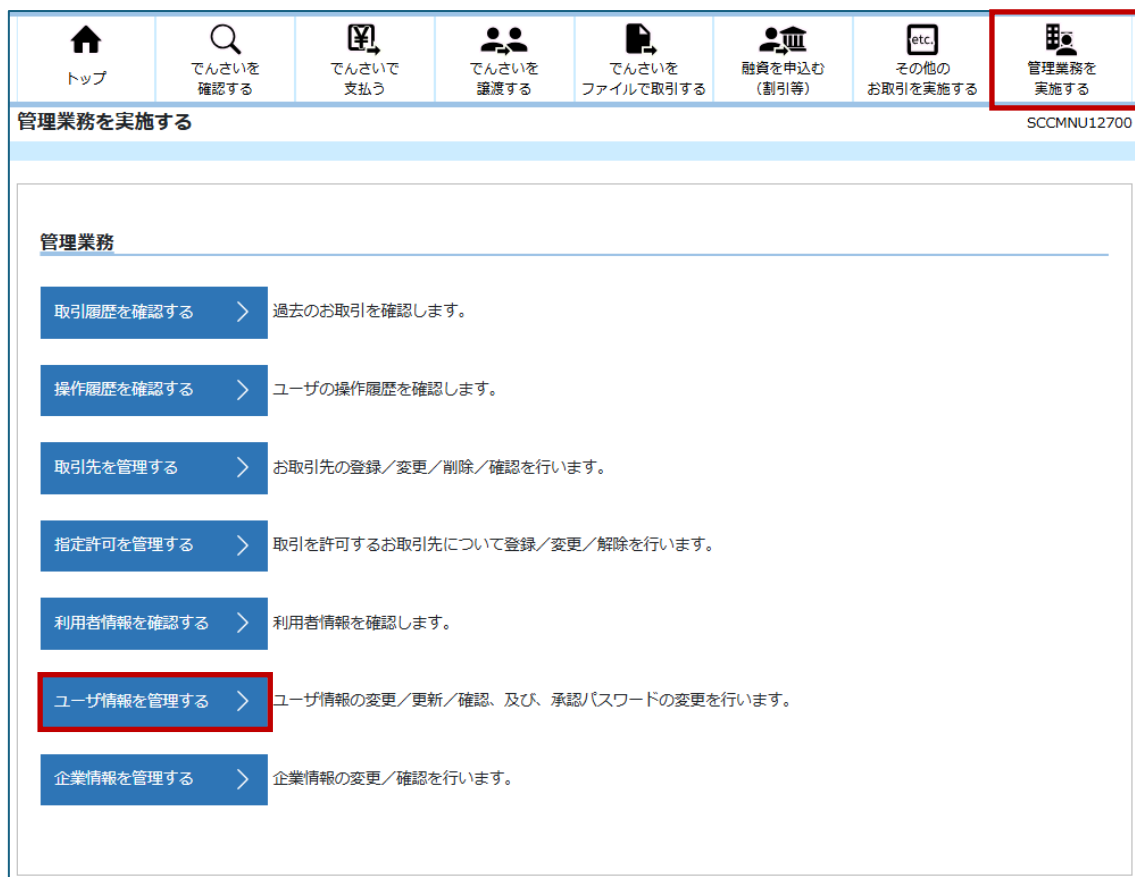 トップ
でんさいを
確認する
でんさいで
支払う
でんさいを
譲渡する
でんさいを
ファイルで取引する
融資を申込む
(割引等)
etc.
その他の
お取引を実施する
管理業務を
実施する
管理業務を実施する SCCMNU12700
管理業務
取引履歴を確認する 過去のお取引を確認します。
操作履歴を確認する ユーザの操作履歴を確認します。
取引先を管理する お取引先の登録／変更／削除／確認を行います。
指定許可を管理する 取引を許可するお取引先について登録／変更／解除を行います。
利用者情報を確認する 利用者情報を確認します。
ユーザ情報を管理する ユーザ情報の変更／更新／確認、及び、承認パスワードの変更を行います。
企業情報を管理する 企業情報の変更／確認を行います。